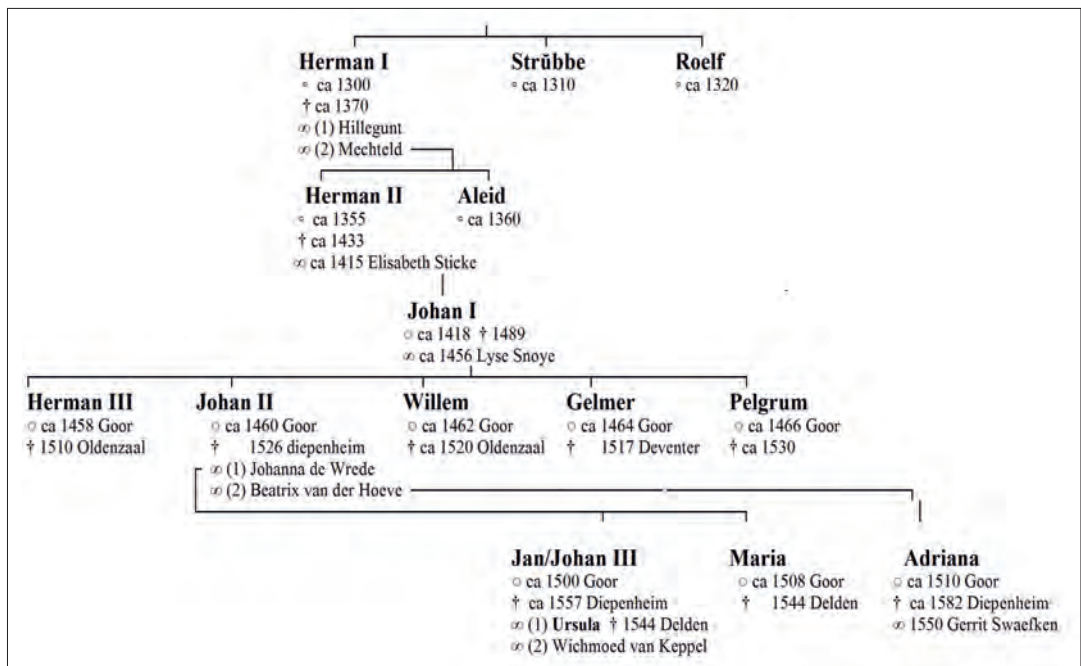 Herman I
° ca 1300
† ca 1370
∞ (1) Hillegunt
∞ (2) Mechteld
Strübbe
° ca 1310
Roelf
° ca 1320
Herman II
° ca 1355
† ca 1433
∞ ca 1415 Elisabeth Sticke
Aleid
° ca 1360
Johan I
○ ca 1418 † 1489
∞ ca 1456 Lyse Snoye
Herman III
○ ca 1458 Goor
† 1510 Oldenzaal
Johan II
○ ca 1460 Goor
† 1526 diepenheim
∞ (1) Johanna de Wrede
∞ (2) Beatrix van der Hoeve
Willem
○ ca 1462 Goor
† ca 1520 Oldenzaal
Gelmer
○ ca 1464 Goor
† 1517 Deventer
Pelgrum
○ ca 1466 Goor
† ca 1530
Jan/Johan III
○ ca 1500 Goor
† ca 1557 Diepenheim
∞ (1) Ursula † 1544 Delden
∞ (2) Wichmoed van Keppel
Maria
○ ca 1508 Goor
† 1544 Delden
Adriana
○ ca 1510 Goor
† ca 1582 Diepenheim
∞ 1550 Gerrit Swaefken